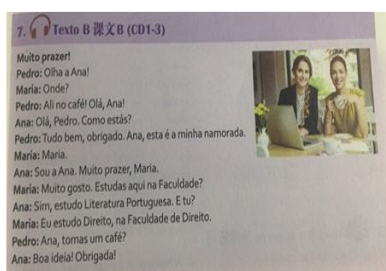 7. Texto B 课文B (CD1-3)
Muito prazer!
Pedro: Olha a Ana!
Maria: Onde?
Pedro: Ali no café! Olá, Ana!
Ana: Olá, Pedro. Como estás?
Pedro: Tudo bem, obrigado. Ana, esta é a minha namorada.
Maria: Maria.
Ana: Sou a Ana. Muito prazer, Maria.
Maria: Muito gosto. Estudas aqui na Faculdade?
Ana: Sim, estudo Literatura Portuguesa. E tu?
Maria: Eu estudo Direito, na Faculdade de Direito.
Pedro: Ana, tomas um café?
Ana: Boa ideia! Obrigada!